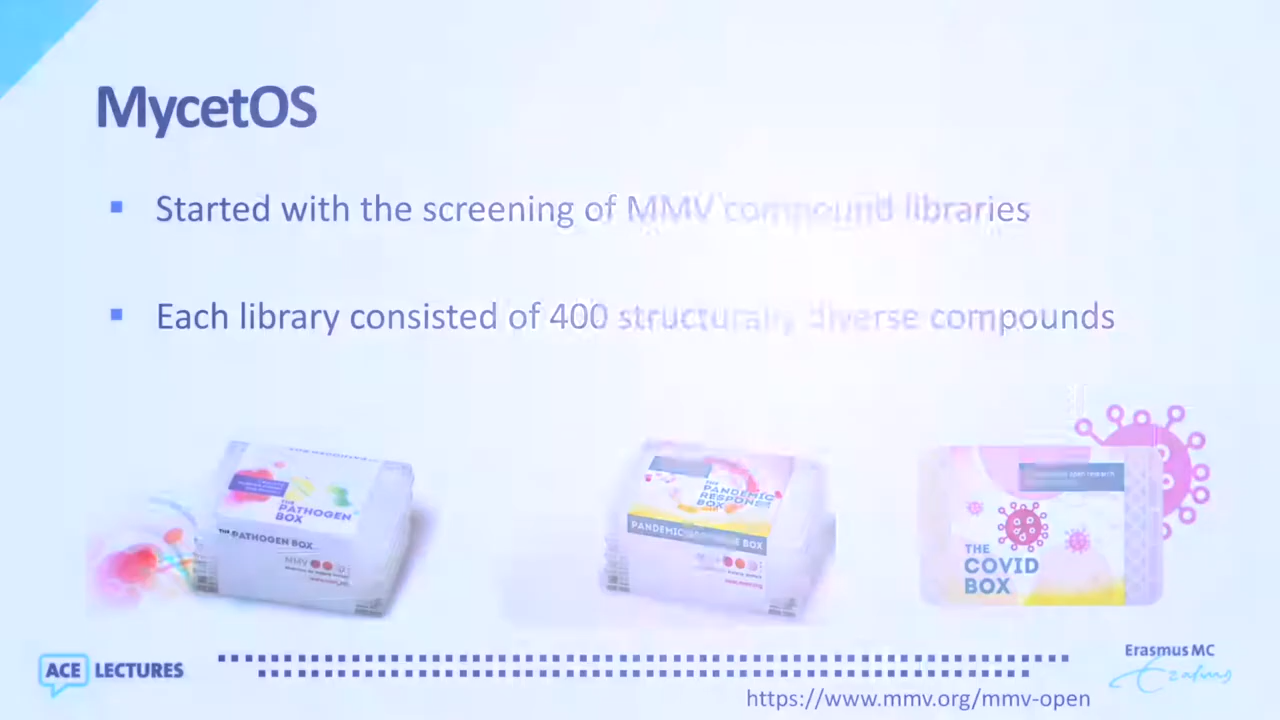 MycetOS
Started with the screening of MMV compound libraries
Each library consisted of 400 structurally diverse compounds
THE
PATHOGEN
BOX
THE PATHOGEN BOX
MMV
THE
PANDEMIC
RESPONSE
BOX
PANDEMIC RESPONSE BOX
THE
COVID
BOX
ACE LECTURES
Erasmus MC
Erasmus
https://www.mmv.org/mmv-open